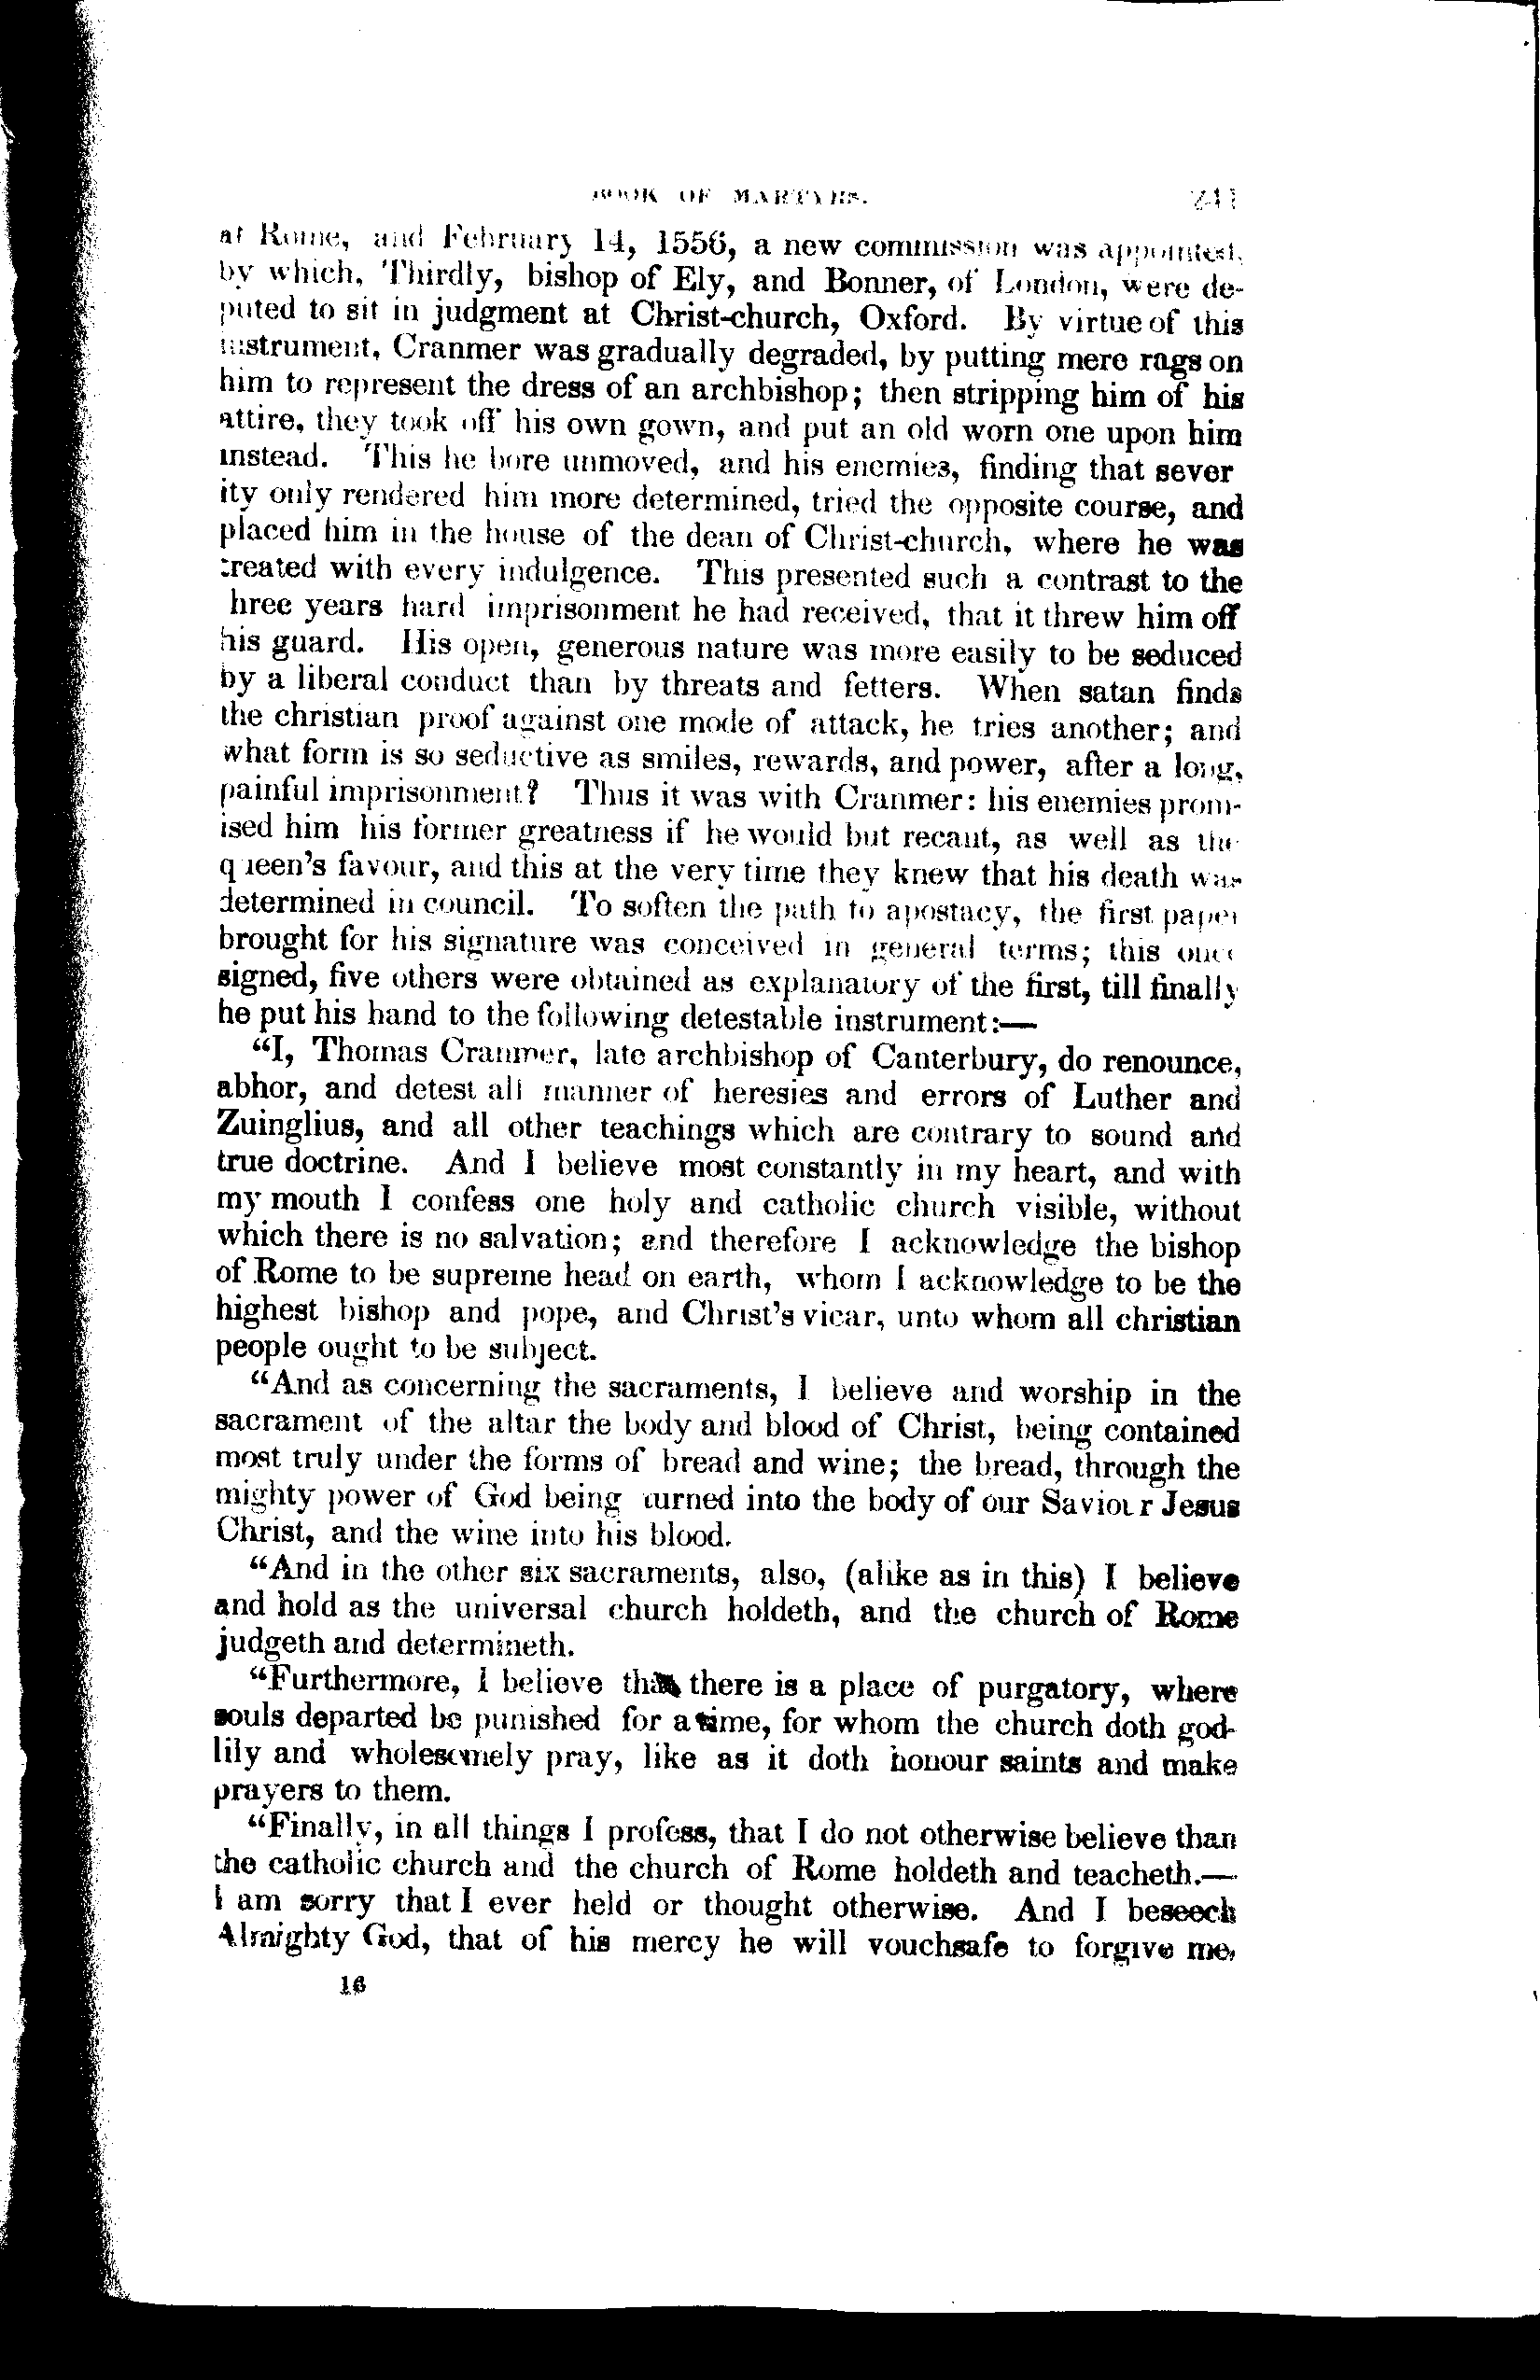 BOOK OF MARTYRS. 241
at Rome, and February 14, 1556, a new commission was appointed,
by which, Thirdly, bishop of Ely, and Bonner, of London, were de-
puted to sit in judgment at Christ-church, Oxford. By virtue of this
instrument, Cranmer was gradually degraded, by putting mere rags on
him to represent the dress of an archbishop; then stripping him of his
attire, they took off his own gown, and put an old worn one upon him
instead. This he bore unmoved, and his enemies, finding that sever
ity only rendered him more determined, tried the opposite course, and
placed him in the house of the dean of Christ-church, where he was
treated with every indulgence. This presented such a contrast to the
hree years hard imprisonment he had received, that it threw him off
his guard. His open, generous nature was more easily to be seduced
by a liberal conduct than by threats and fetters. When satan finds
the christian proof against one mode of attack, he tries another; and
what form is so seductive as smiles, rewards, and power, after a long,
painful imprisonment? Thus it was with Cranmer: his enemies prom-
ised him his former greatness if he would but recant, as well as the
queen's favour, and this at the very time they knew that his death was
determined in council. To soften the path to apostacy, the first paper
brought for his signature was conceived in general terms; this once
signed, five others were obtained as explanatory of the first, till finally
he put his hand to the following detestable instrument:—
"I, Thomas Cranmer, late archbishop of Canterbury, do renounce,
abhor, and detest all manner of heresies and errors of Luther and
Zuinglius, and all other teachings which are contrary to sound and
true doctrine. And I believe most constantly in my heart, and with
my mouth I confess one holy and catholic church visible, without
which there is no salvation; and therefore I acknowledge the bishop
of Rome to be supreme head on earth, whom I acknowledge to be the
highest bishop and pope, and Christ's vicar, unto whom all christian
people ought to be subject.
"And as concerning the sacraments, I believe and worship in the
sacrament of the altar the body and blood of Christ, being contained
most truly under the forms of bread and wine; the bread, through the
mighty power of God being turned into the body of our Saviour Jesus
Christ, and the wine into his blood.
"And in the other six sacraments, also, (alike as in this) I believe
and hold as the universal church holdeth, and the church of Rome
judgeth and determineth.
"Furthermore, I believe that there is a place of purgatory, where
souls departed be punished for a time, for whom the church doth god-
lily and wholesomely pray, like as it doth honour saints and make
prayers to them.
"Finally, in all things I profess, that I do not otherwise believe than
the catholic church and the church of Rome holdeth and teacheth.—
I am sorry that I ever held or thought otherwise. And I beseech
Almighty God, that of his mercy he will vouchsafe to forgive me,
16